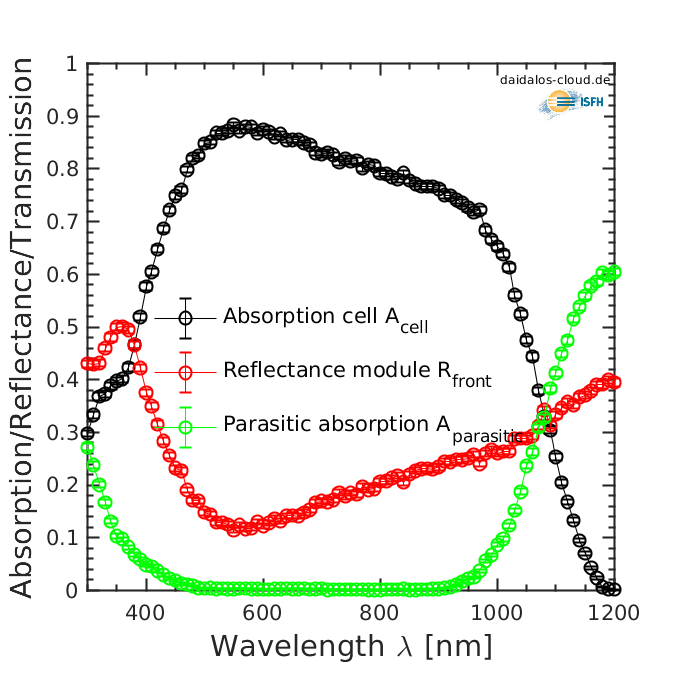 1
daidalos-cloud.de
ISFH
0.9
0.8
0.7
0.6
0.5
0.4
0.3
0.2
0.1
0
Absorption/Reflectance/Transmission
Absorption cell A_cell
Reflectance module R_front
Parasitic absorption A_parasitic
400 600 800 1000 1200
Wavelength λ [nm]